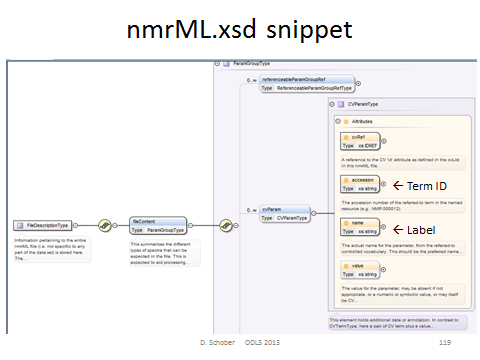 nmrML.xsd snippet
ParamGroupType
0..∞
referenceableParamGroupRef
Type ReferenceableParamGroupRefType
CVParamType
Attributes
cvRef
Type xs:IDREF
A reference to the CV 'id' attribute as defined in the cvList
in this nmrML file.
accession
Type xs:string
← Term ID
The accession number of the referred-to term in the named
resource (e.g.: NMR:000012).
0..∞
cvParam
Type CVParamType
name
Type xs:string
← Label
The actual name for the parameter, from the referred-to
controlled vocabulary. This should be the preferred name...
FileDescriptionType
Information pertaining to the entire
nmrML file (i.e. not specific to any
part of the data set) is stored here.
The...
fileContent
Type ParamGroupType
This summarizes the different
types of spectra that can be
expected in the file. This is
expected to aid processing...
value
Type xs:string
The value for the parameter; may be absent if not
appropriate, or a numeric or symbolic value, or may itself
be CV...
This element holds additional data or annotation. In contrast to
CVTermType, here a pair of CV term plus a value...
D. Schober ODLS 2013
119